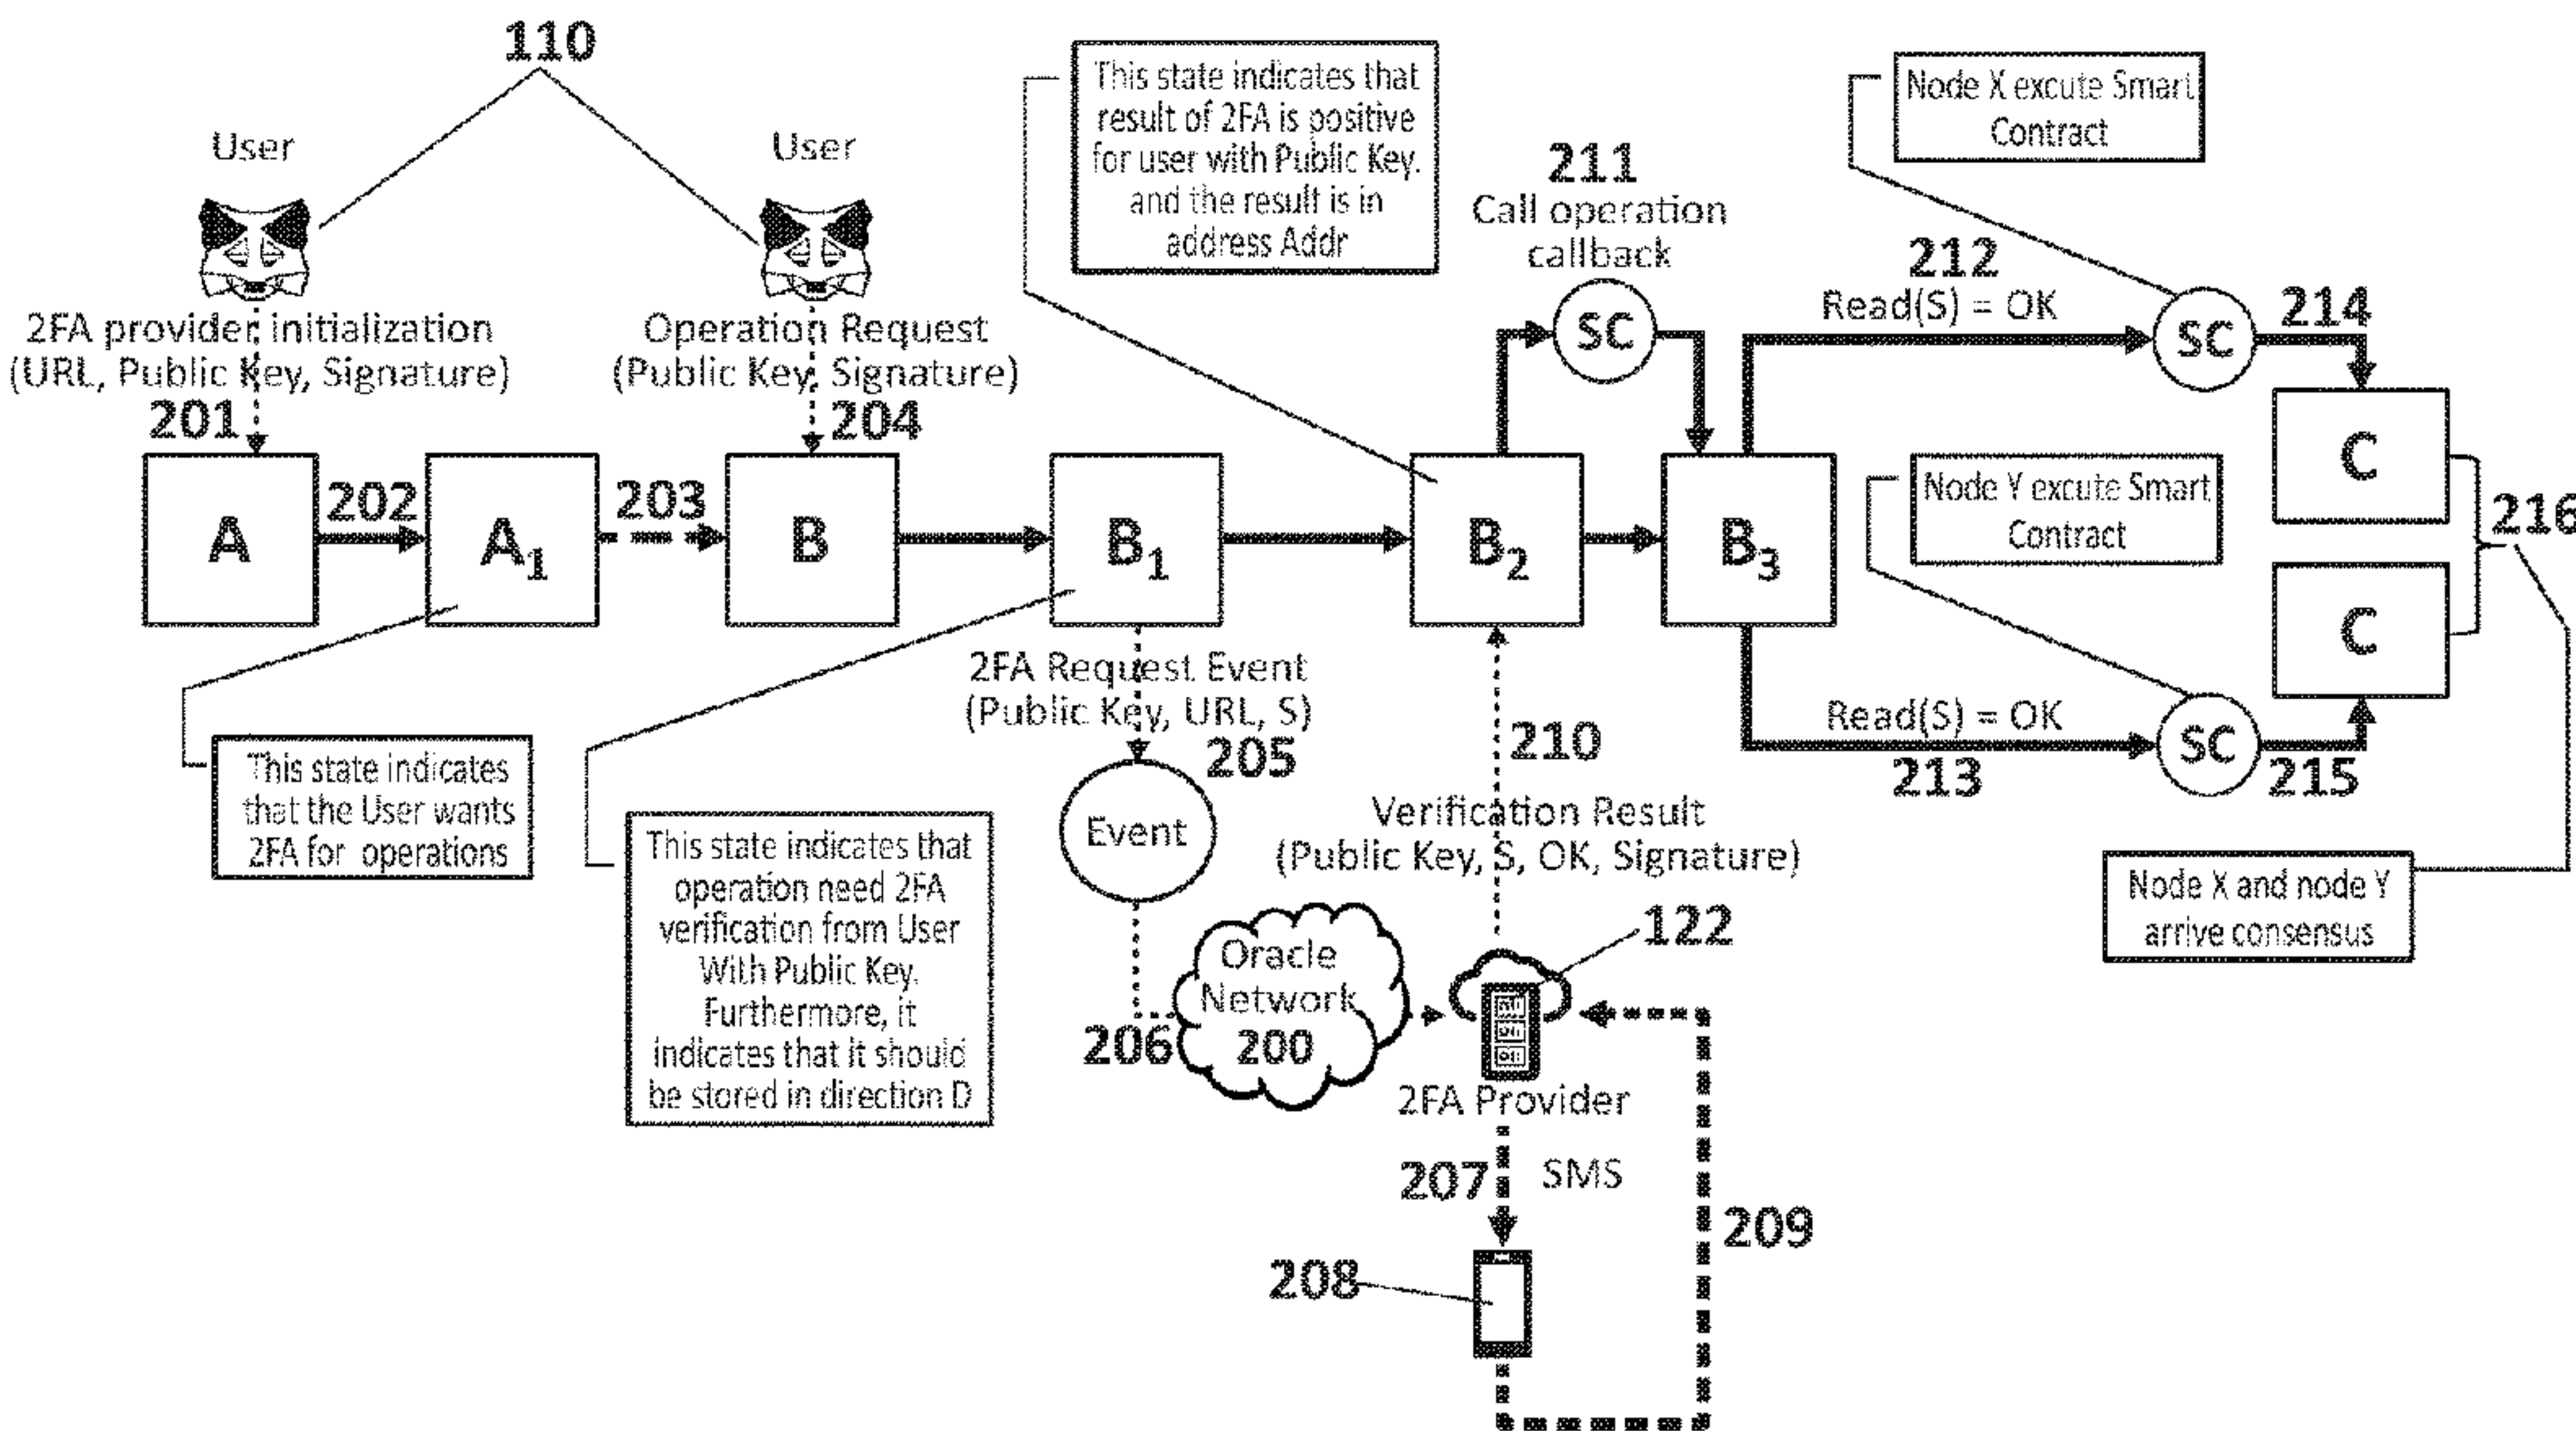 110
User
User
2FA provider initialization
(URL, Public Key, Signature)
201
Operation Request
(Public Key, Signature)
204
This state indicates that
result of 2FA is positive
for user with Public Key.
and the result is in
address Addr
211
Call operation
callback
SC
Node X excute Smart
Contract
212
Read(S) = OK
SC
214
A
202
A1
203
B
B1
B2
B3
Node Y excute Smart
Contract
C
C
216
This state indicates
that the User wants
2FA for operations
This state indicates that
operation need 2FA
verification from User
With Public Key.
Furthermore, it
indicates that it should
be stored in direction D
2FA Request Event
(Public Key, URL, S)
205
Event
206
Oracle
Network
200
210
Verification Result
(Public Key, S, OK, Signature)
122
2FA Provider
207
SMS
208
209
Read(S) = OK
213
SC
215
Node X and node Y
arrive consensus